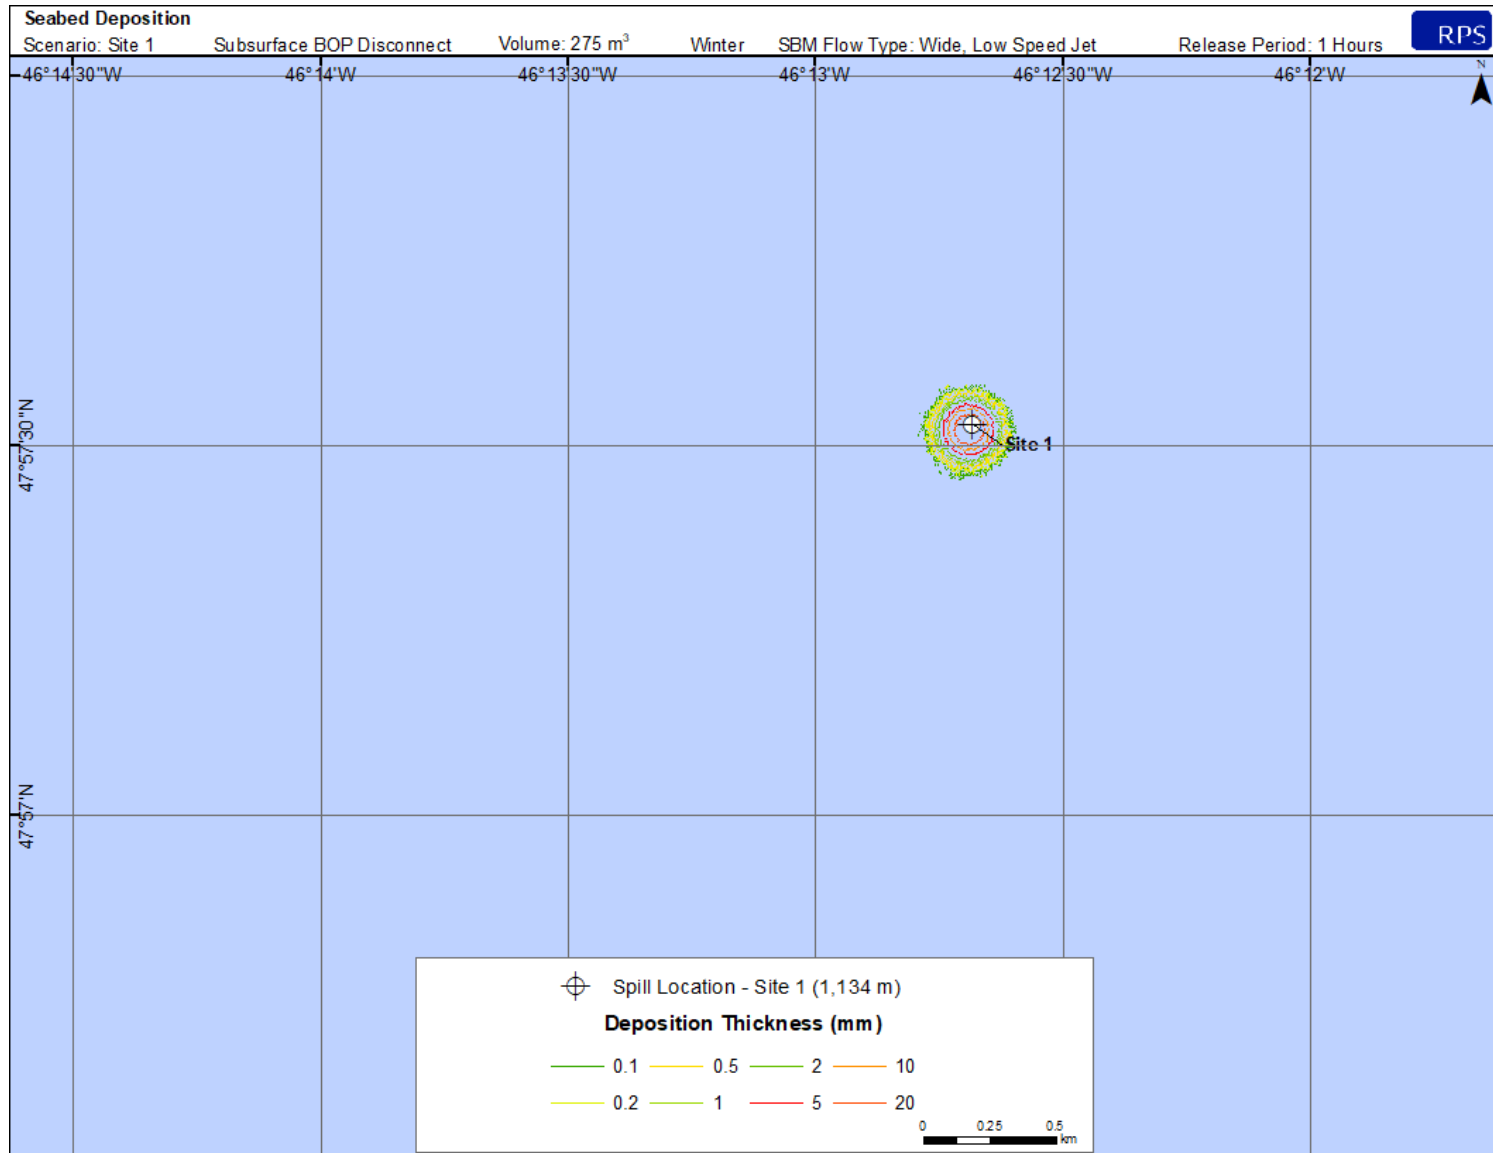 Seabed Deposition
Scenario: Site 1 Subsurface BOP Disconnect Volume: 275 m³ Winter SBM Flow Type: Wide, Low Speed Jet Release Period: 1 Hours
RPS
46°14'30"W 46°14'W 46°13'30"W 46°13'W 46°12'30"W 46°12'W
N
47°57'30"N
Site 1
47°57'N
Spill Location - Site 1 (1,134 m)
Deposition Thickness (mm)
0.1 0.5 2 10
0.2 1 5 20
0 0.25 0.5
km